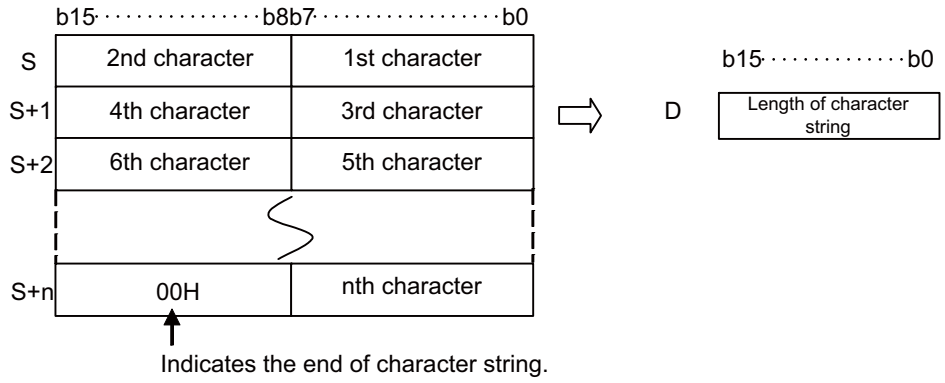 b15··············b8b7··················b0
S 2nd character 1st character
S+1 4th character 3rd character
S+2 6th character 5th character
S+n 00H nth character
Indicates the end of character string.
b15··············b0
D Length of character
string